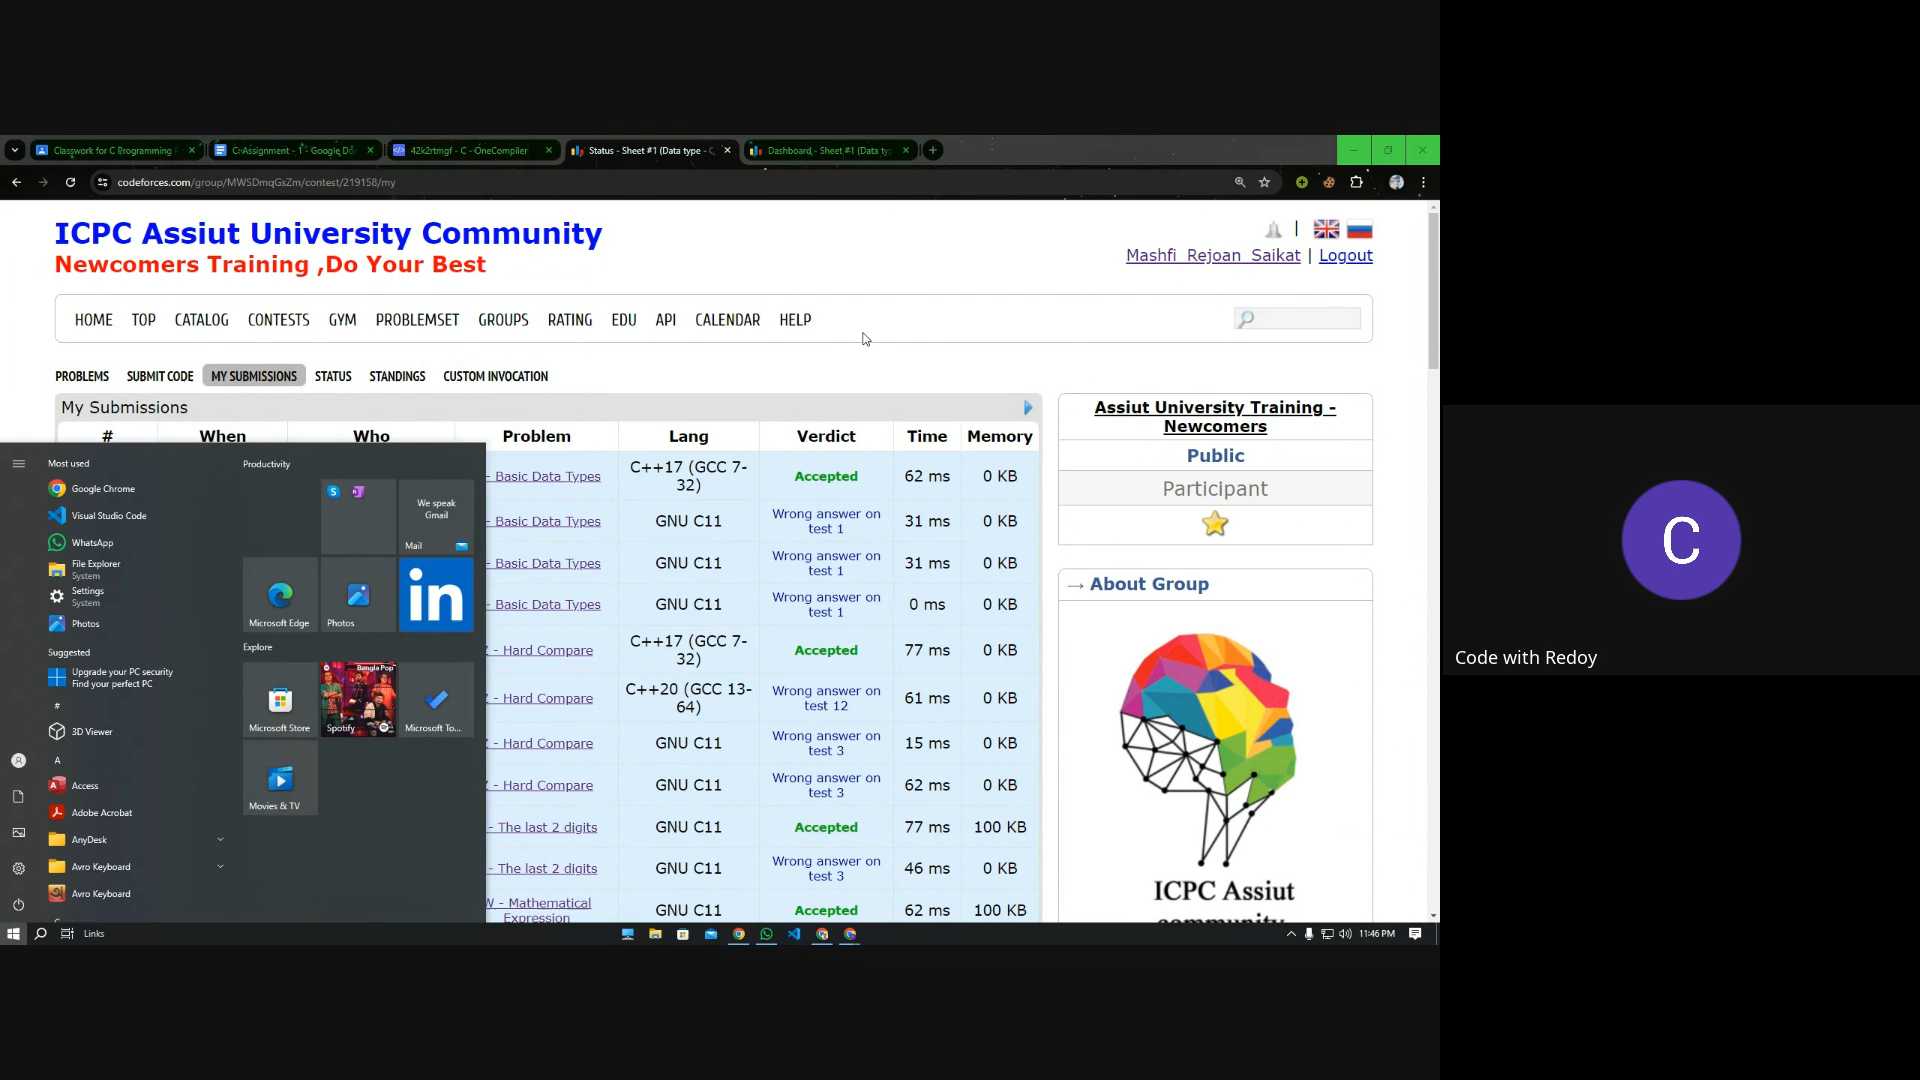 Classwork for C Programming
C-Assignment - 1 - Google Do
42k2rtmgf - C - OneCompiler
Status - Sheet #1 (Data type - C
Dashboard - Sheet #1 (Data ty
codeforces.com/group/MWSDmqGsZm/contest/219158/my
ICPC Assiut University Community
Newcomers Training ,Do Your Best
Mashfi_Rejoan_Saikat | Logout
HOME TOP CATALOG CONTESTS GYM PROBLEMSET GROUPS RATING EDU API CALENDAR HELP
PROBLEMS SUBMIT CODE MY SUBMISSIONS STATUS STANDINGS CUSTOM INVOCATION
My Submissions
# When Who Problem Lang Verdict Time Memory
- Basic Data Types C++17 (GCC 7-32) Accepted 62 ms 0 KB
- Basic Data Types GNU C11 Wrong answer on test 1 31 ms 0 KB
- Basic Data Types GNU C11 Wrong answer on test 1 31 ms 0 KB
- Basic Data Types GNU C11 Wrong answer on test 1 0 ms 0 KB
- Hard Compare C++17 (GCC 7-32) Accepted 77 ms 0 KB
- Hard Compare C++20 (GCC 13-64) Wrong answer on test 12 61 ms 0 KB
- Hard Compare GNU C11 Wrong answer on test 3 15 ms 0 KB
- Hard Compare GNU C11 Wrong answer on test 3 62 ms 0 KB
- The last 2 digits GNU C11 Accepted 77 ms 100 KB
- The last 2 digits GNU C11 Wrong answer on test 3 46 ms 0 KB
W - Mathematical Expression GNU C11 Accepted 62 ms 100 KB
Assiut University Training -
Newcomers
Public
Participant
→ About Group
ICPC Assiut
community
Most used
Google Chrome
Visual Studio Code
WhatsApp
File Explorer
System
Settings
System
Photos
Suggested
Upgrade your PC security
Find your perfect PC
#
3D Viewer
A
Access
Adobe Acrobat
AnyDesk
Avro Keyboard
Avro Keyboard
Productivity
We speak
Gmail
Mail
Microsoft Edge
Photos
in
Explore
Microsoft Store
Bangla Pop
Spotify
Microsoft To...
Movies & TV
Links
11:46 PM
C
Code with Redoy